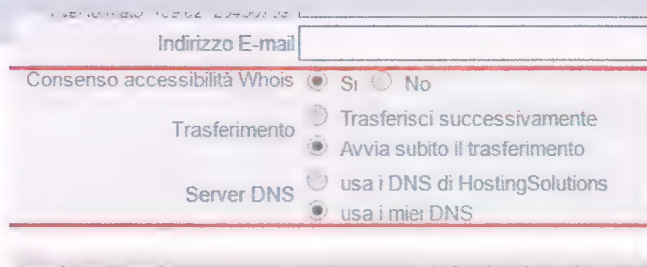 Indirizzo E-mail
Consenso accessibilità Whois Si No
Trasferimento
Trasferisci successivamente
Avvia subito il trasferimento
Server DNS
usa i DNS di HostingSolutions
usa i miei DNS